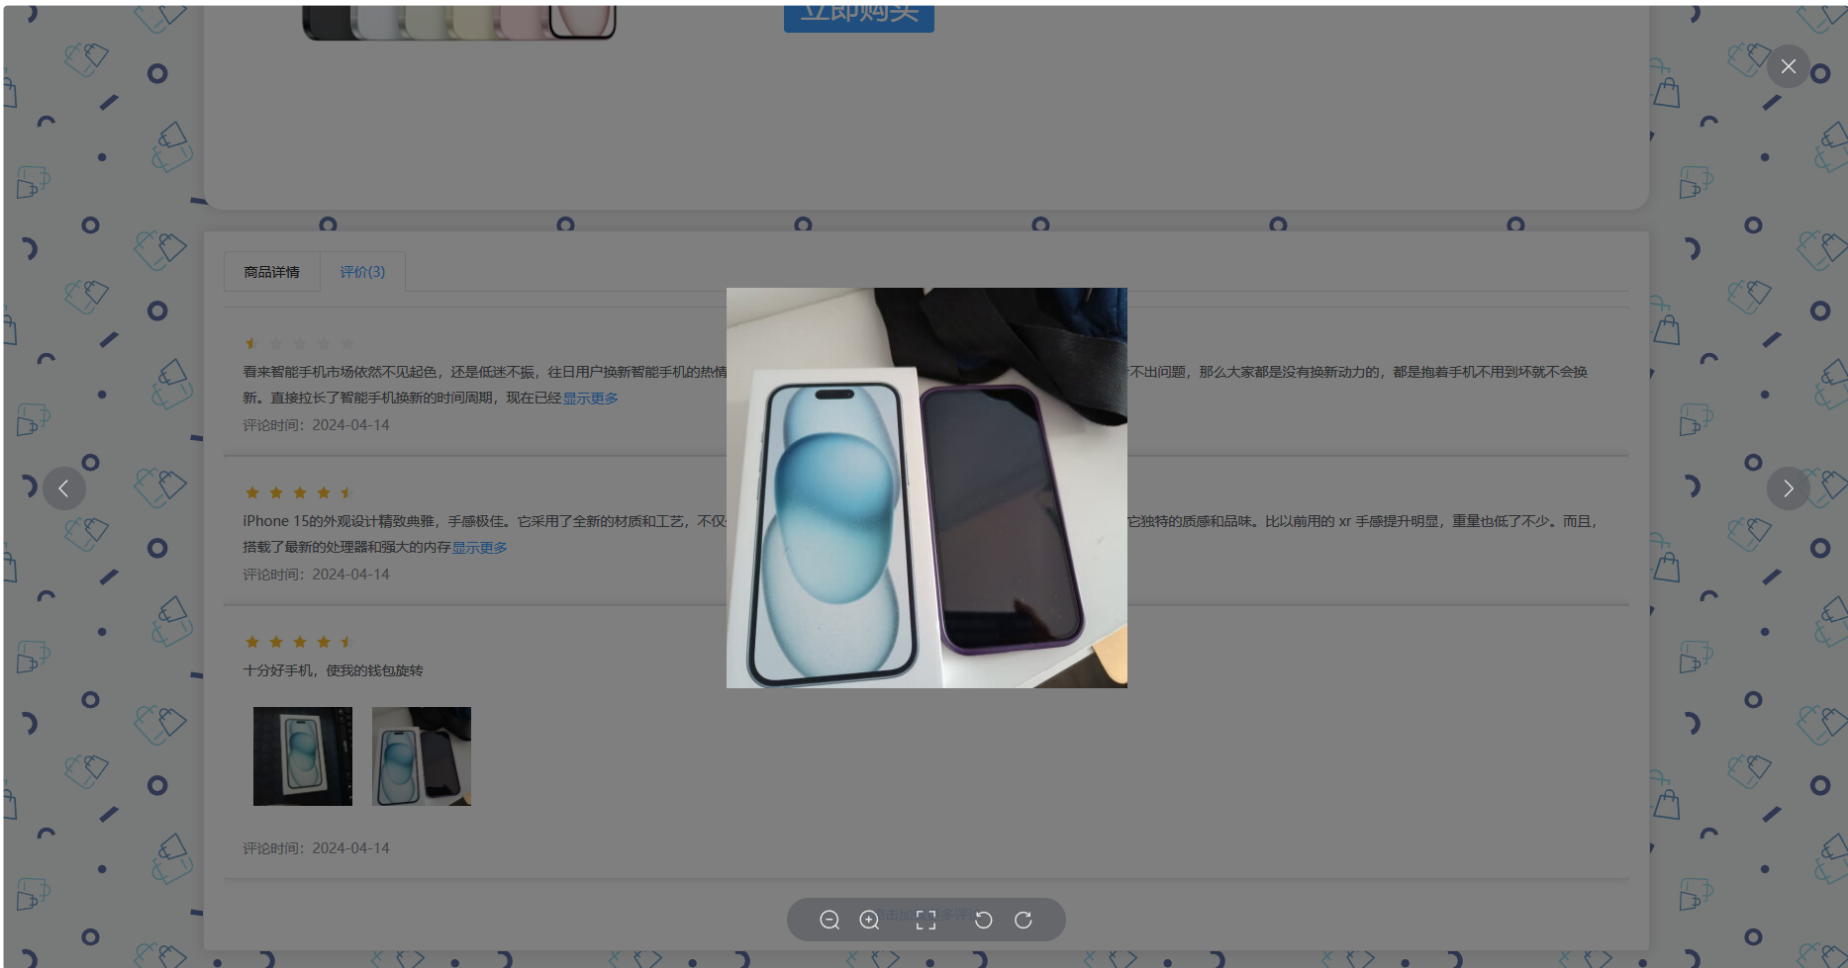 立即购买
商品详情
评价(3)
看来智能手机市场依然不见起色，还是低迷不振，往日用户换新智能手机的热情
不出问题，那么大家都是没有换新动力的，都是抱着手机不用到坏就不会换
新。直接拉长了智能手机换新的时间周期，现在已经显示更多
评论时间：2024-04-14
iPhone 15的外观设计精致典雅，手感极佳。它采用了全新的材质和工艺，不仅
它独特的质感和品味。比以前用的 xr 手感提升明显，重量也低了不少。而且，
搭载了最新的处理器和强大的内存显示更多
评论时间：2024-04-14
十分好手机，使我的钱包旋转
评论时间：2024-04-14